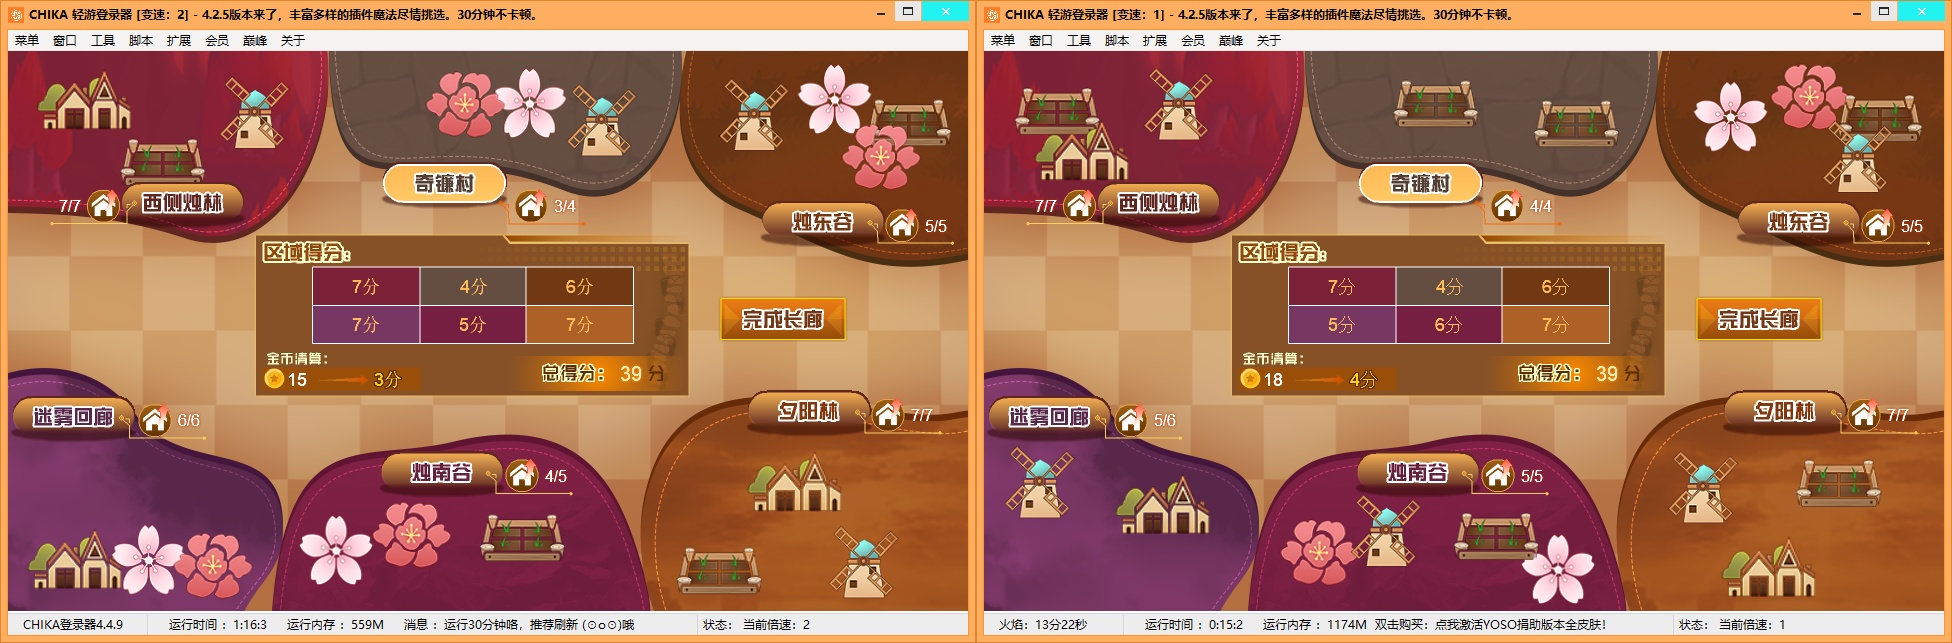 CHIKA 轻游登录器 [变速：2] - 4.2.5版本来了，丰富多样的插件魔法尽情挑选。30分钟不卡顿。
菜单 窗口 工具 脚本 扩展 会员 巅峰 关于
7/7 西侧烛林
奇镰村
3/4
烛东谷 5/5
区域得分：
7分 4分 6分
7分 5分 7分
金币清算：
15 3分
总得分： 39 分
完成长廊
迷雾回廊 6/6
烛南谷 4/5
夕阳林 7/7
CHIKA登录器4.4.9 运行时间 ：1:16:3 运行内存 ：559M 消息 ：运行30分钟咯，推荐刷新 (⊙o⊙)哦 状态： 当前倍速：2
CHIKA 轻游登录器 [变速：1] - 4.2.5版本来了，丰富多样的插件魔法尽情挑选。30分钟不卡顿。
菜单 窗口 工具 脚本 扩展 会员 巅峰 关于
7/7 西侧烛林
奇镰村
4/4
烛东谷 5/5
区域得分：
7分 4分 6分
5分 6分 7分
金币清算：
18 4分
总得分： 39 分
完成长廊
迷雾回廊 5/6
烛南谷 5/5
夕阳林 7/7
火焰：13分22秒 运行时间 ：0:15:2 运行内存 ：1174M 双击购买：点我激活YOSO捐助版本全皮肤！ 状态： 当前倍速：1